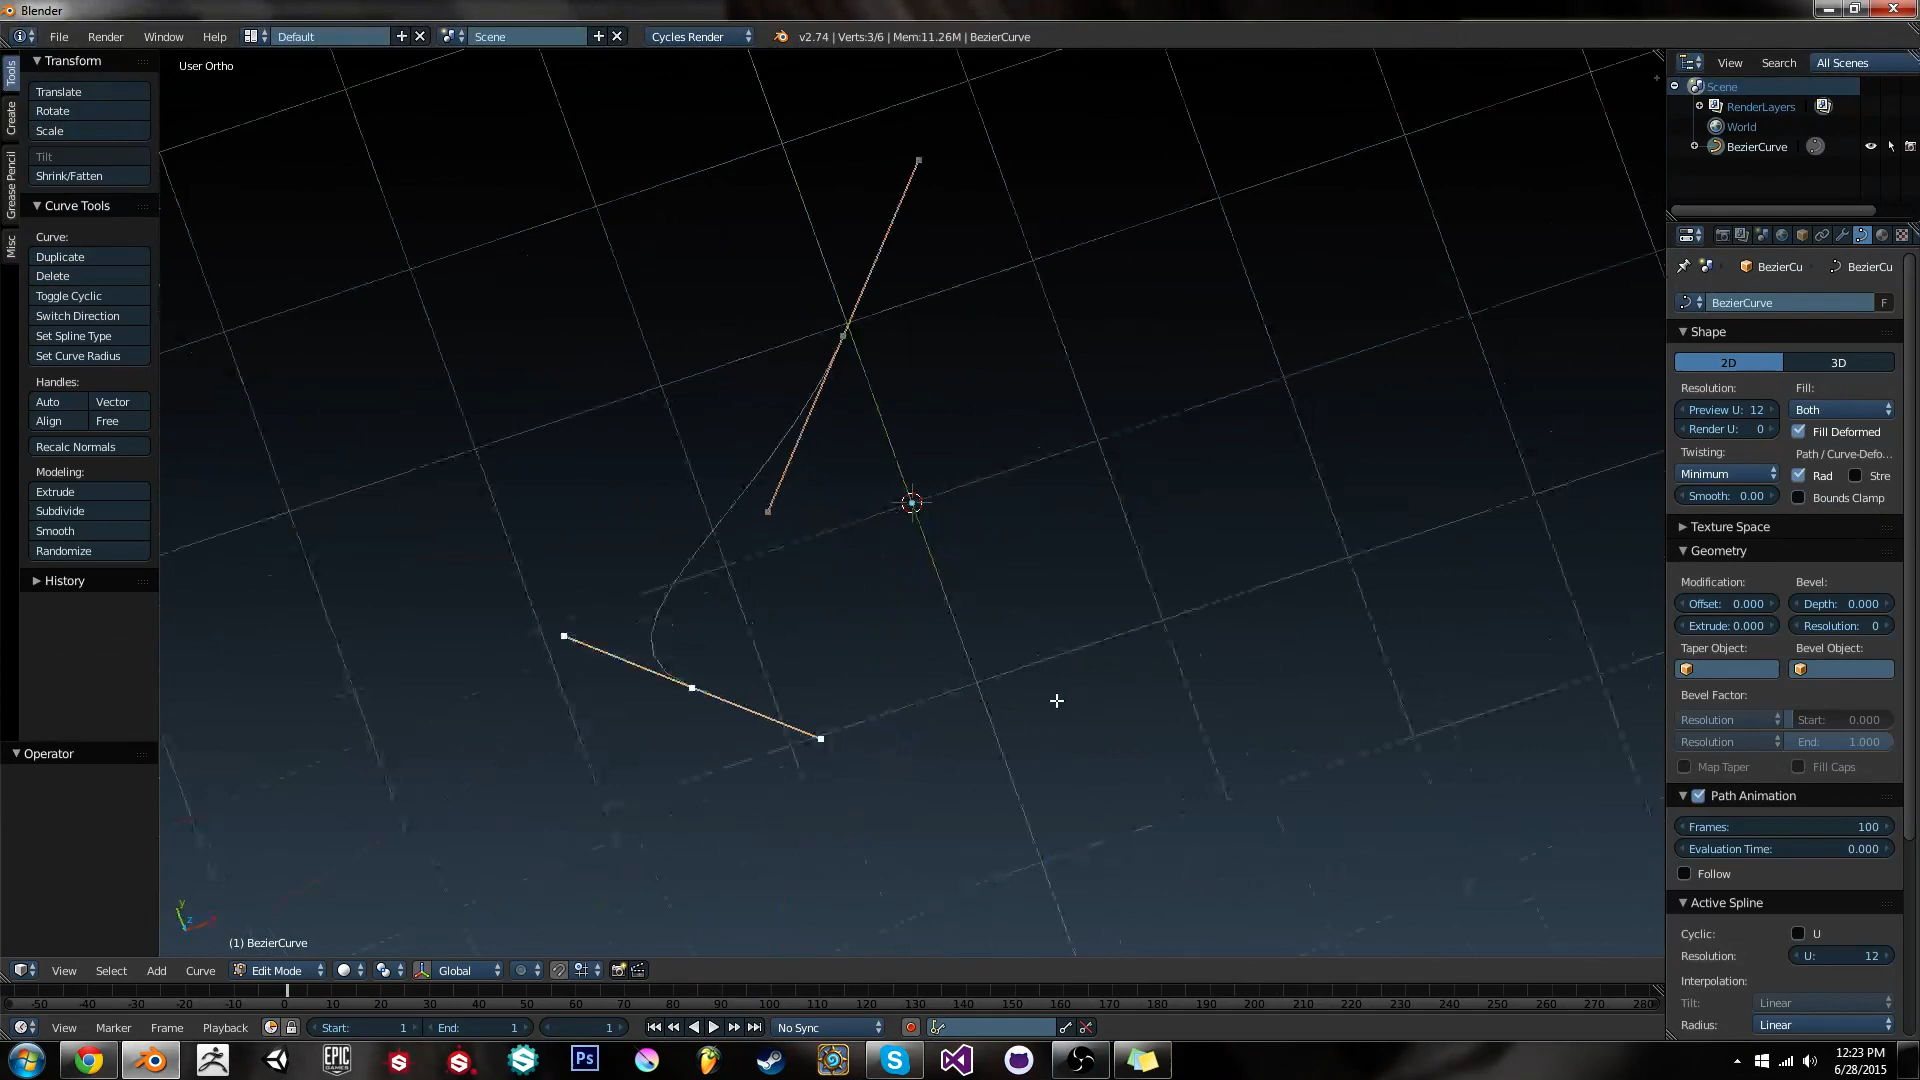 Blender
File Render Window Help Default Scene Cycles Render v2.74 | Verts:3/6 | Mem:11.26M | BezierCurve
Tools
Create
Grease Pencil
Misc
Transform
Translate
Rotate
Scale
Tilt
Shrink/Fatten
Curve Tools
Curve:
Duplicate
Delete
Toggle Cyclic
Switch Direction
Set Spline Type
Set Curve Radius
Handles:
Auto Vector
Align Free
Recalc Normals
Modeling:
Extrude
Subdivide
Smooth
Randomize
History
Operator
User Ortho
y
z
(1) BezierCurve
View Search All Scenes
Scene
RenderLayers
World
BezierCurve
BezierCu BezierCu
BezierCurve F
Shape
2D 3D
Resolution: Fill:
Preview U: 12 Both
Render U: 0 Fill Deformed
Twisting: Path / Curve-Defo...
Minimum Rad Stre
Smooth: 0.00 Bounds Clamp
Texture Space
Geometry
Modification: Bevel:
Offset: 0.000 Depth: 0.000
Extrude: 0.000 Resolution: 0
Taper Object: Bevel Object:
Bevel Factor:
Resolution Start: 0.000
Resolution End: 1.000
Map Taper Fill Caps
Path Animation
Frames: 100
Evaluation Time: 0.000
Follow
Active Spline
Cyclic: U
Resolution: U: 12
Interpolation:
Tilt: Linear
Radius: Linear
View Select Add Curve Edit Mode Global
-50 -40 -30 -20 -10 0 10 20 30 40 50 60 70 80 90 100 110 120 130 140 150 160 170 180 190 200 210 220 230 240 250 260 270 280
View Marker Frame Playback Start: 1 End: 1 1 No Sync
EPIC GAMES Ps
12:23 PM
6/28/2015